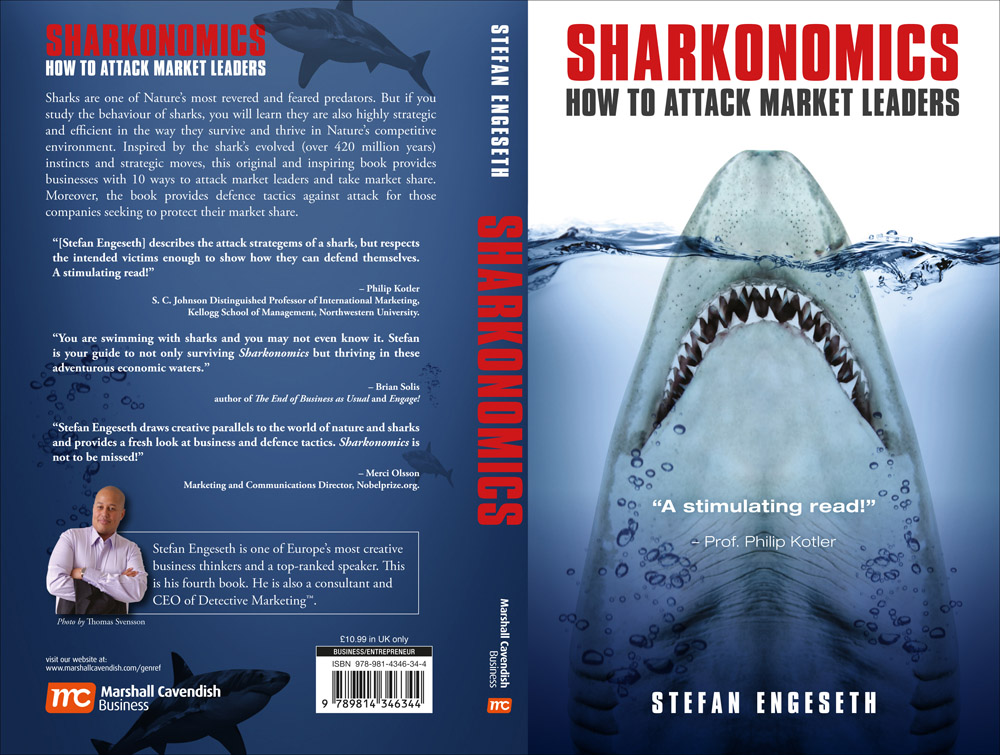 SHARKONOMICS
HOW TO ATTACK MARKET LEADERS
Sharks are one of Nature's most revered and feared predators. But if you
study the behaviour of sharks, you will learn they are also highly strategic
and efficient in the way they survive and thrive in Nature's competitive
environment. Inspired by the shark's evolved (over 420 million years)
instincts and strategic moves, this original and inspiring book provides
businesses with 10 ways to attack market leaders and take market share.
Moreover, the book provides defence tactics against attack for those
companies seeking to protect their market share.
“[Stefan Engeseth] describes the attack strategems of a shark, but respects
the intended victims enough to show how they can defend themselves.
A stimulating read!”
– Philip Kotler
S. C. Johnson Distinguished Professor of International Marketing,
Kellogg School of Management, Northwestern University.
“You are swimming with sharks and you may not even know it. Stefan
is your guide to not only surviving Sharkonomics but thriving in these
adventurous economic waters.”
– Brian Solis
author of The End of Business as Usual and Engage!
“Stefan Engeseth draws creative parallels to the world of nature and sharks
and provides a fresh look at business and defence tactics. Sharkonomics is
not to be missed!”
– Merci Olsson
Marketing and Communications Director, Nobelprize.org.
Stefan Engeseth is one of Europe's most creative
business thinkers and a top-ranked speaker. This
is his fourth book. He is also a consultant and
CEO of Detective Marketing™.
Photo by Thomas Svensson
visit our website at:
www.marshallcavendish.com/genref
mc Marshall Cavendish
Business
£10.99 in UK only
BUSINESS/ENTREPRENEUR
ISBN 978-981-4346-34-4
9 789814 346344
STEFAN ENGESETH
SHARKONOMICS
Marshall Cavendish
Business
mc
SHARKONOMICS
HOW TO ATTACK MARKET LEADERS
“A stimulating read!”
– Prof. Philip Kotler
STEFAN ENGESETH